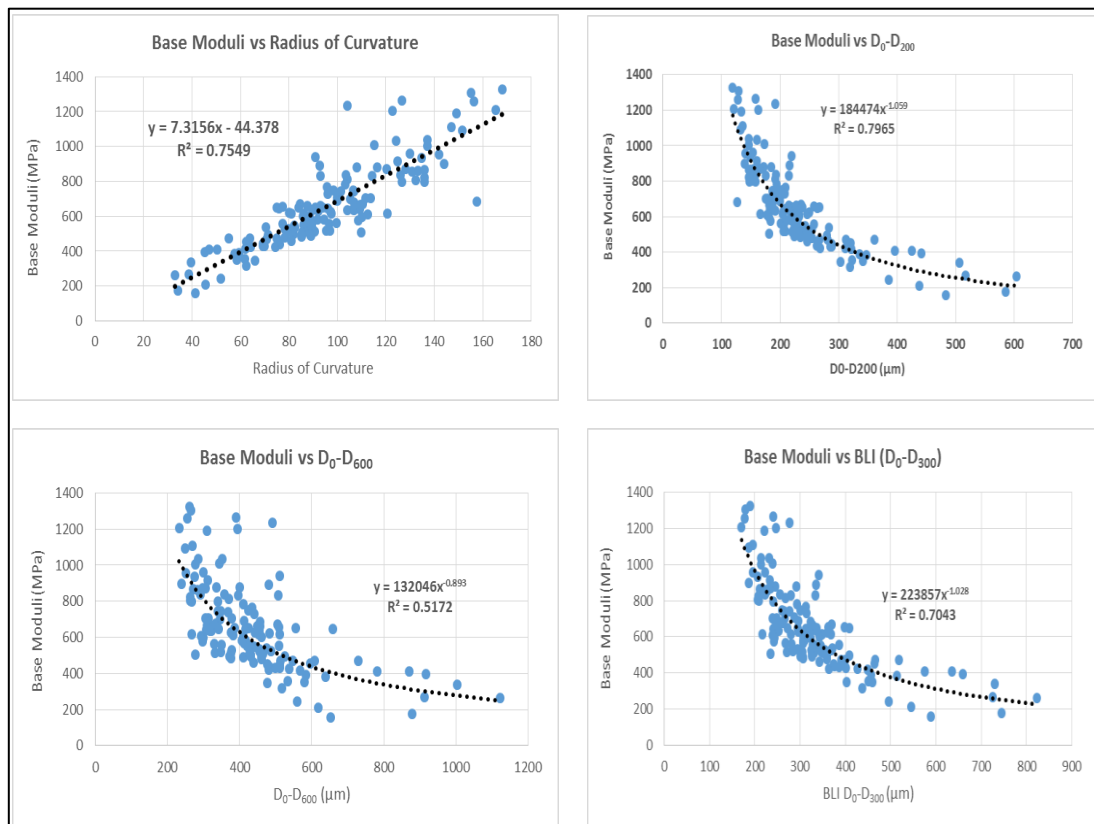 Base Moduli vs Radius of Curvature
Base Moduli (MPa)
1400
1200
1000
800
600
400
200
0
y = 7.3156x - 44.378
R² = 0.7549
0 20 40 60 80 100 120 140 160 180
Radius of Curvature
Base Moduli vs D₀-D₂₀₀
Base Moduli (MPa)
1400
1200
1000
800
600
400
200
0
y = 184474x⁻¹·⁰⁵⁹
R² = 0.7965
0 100 200 300 400 500 600 700
D0-D200 (µm)
Base Moduli vs D₀-D₆₀₀
Base Moduli (MPa)
1400
1200
1000
800
600
400
200
0
y = 132046x⁻⁰·⁸⁹³
R² = 0.5172
0 200 400 600 800 1000 1200
D₀-D₆₀₀ (µm)
Base Moduli vs BLI (D₀-D₃₀₀)
Base Moduli (MPa)
1400
1200
1000
800
600
400
200
0
y = 223857x⁻¹·⁰²⁸
R² = 0.7043
0 100 200 300 400 500 600 700 800 900
BLI D₀-D₃₀₀ (µm)